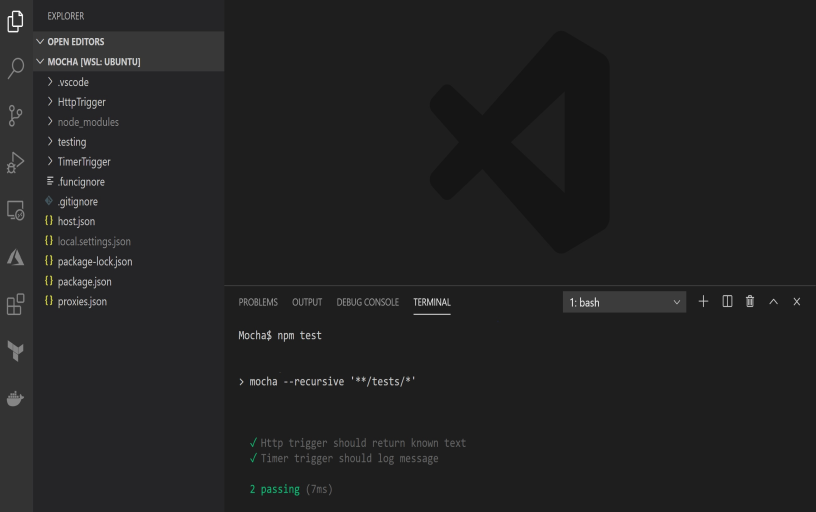 EXPLORER
OPEN EDITORS
MOCHA [WSL: UBUNTU]
.vscode
HttpTrigger
node_modules
testing
TimerTrigger
.funcignore
.gitignore
{} host.json
{} local.settings.json
{} package-lock.json
{} package.json
{} proxies.json
PROBLEMS OUTPUT DEBUG CONSOLE TERMINAL 1: bash
Mocha$ npm test
> mocha --recursive '**/tests/*'
✓ Http trigger should return known text
✓ Timer trigger should log message
2 passing (7ms)